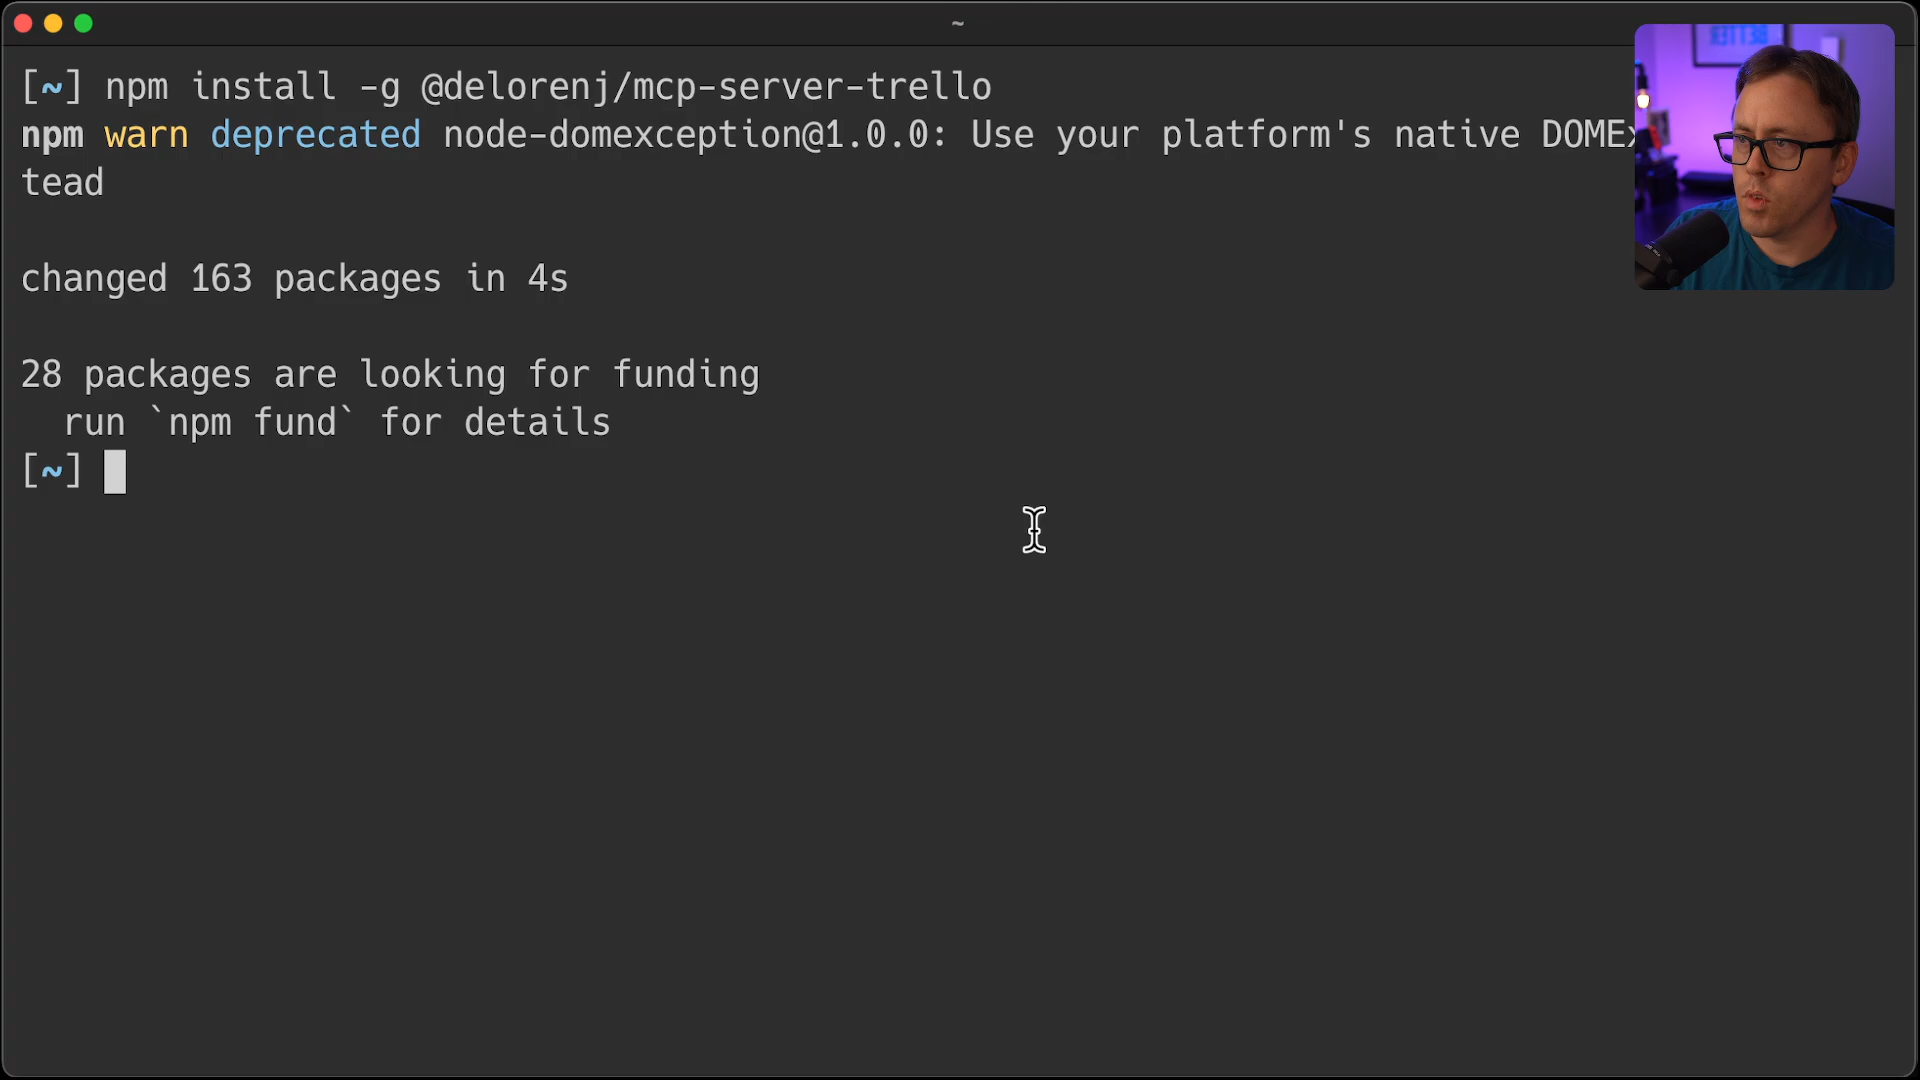 ~
[~] npm install -g @delorenj/mcp-server-trello
npm warn deprecated node-domexception@1.0.0: Use your platform's native
tead
changed 163 packages in 4s
28 packages are looking for funding
run `npm fund` for details
[~]